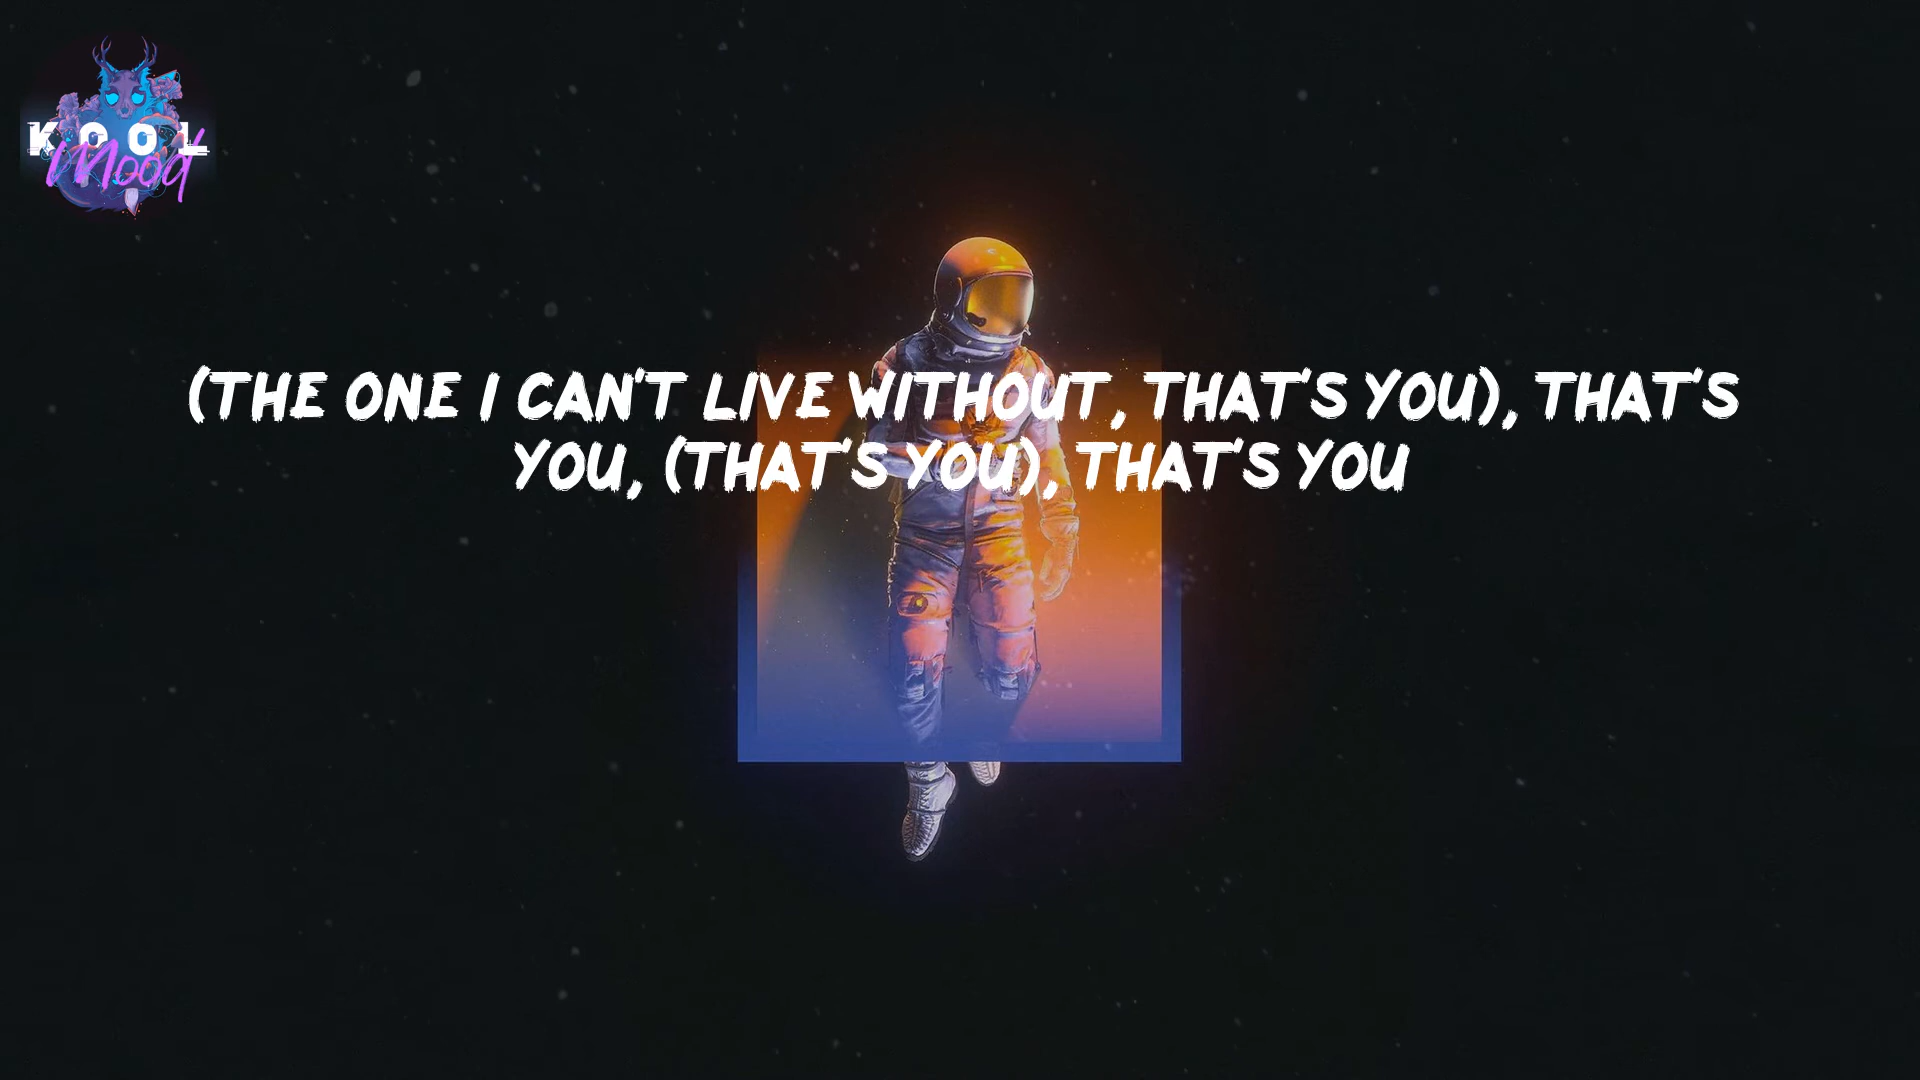 KOOL
Mood
(THE ONE I CAN'T LIVE WITHOUT, THAT'S YOU), THAT'S
YOU, (THAT'S YOU), THAT'S YOU